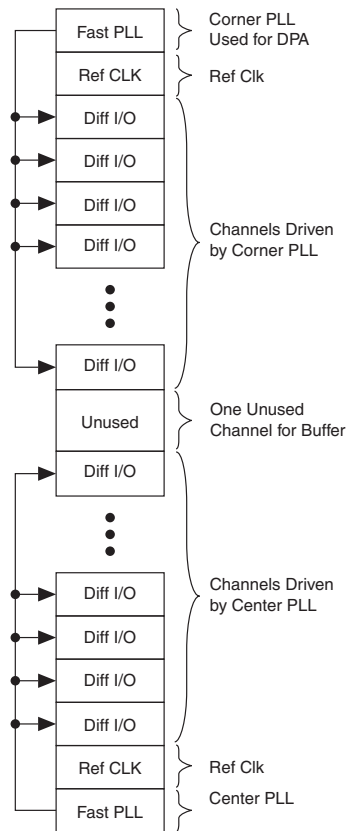 Fast PLL
Corner PLL
Used for DPA
Ref CLK
Ref Clk
Diff I/O
Diff I/O
Diff I/O
Diff I/O
Channels Driven
by Corner PLL
Diff I/O
Unused
One Unused
Channel for Buffer
Diff I/O
Diff I/O
Channels Driven
by Center PLL
Diff I/O
Diff I/O
Diff I/O
Ref CLK
Ref Clk
Fast PLL
Center PLL